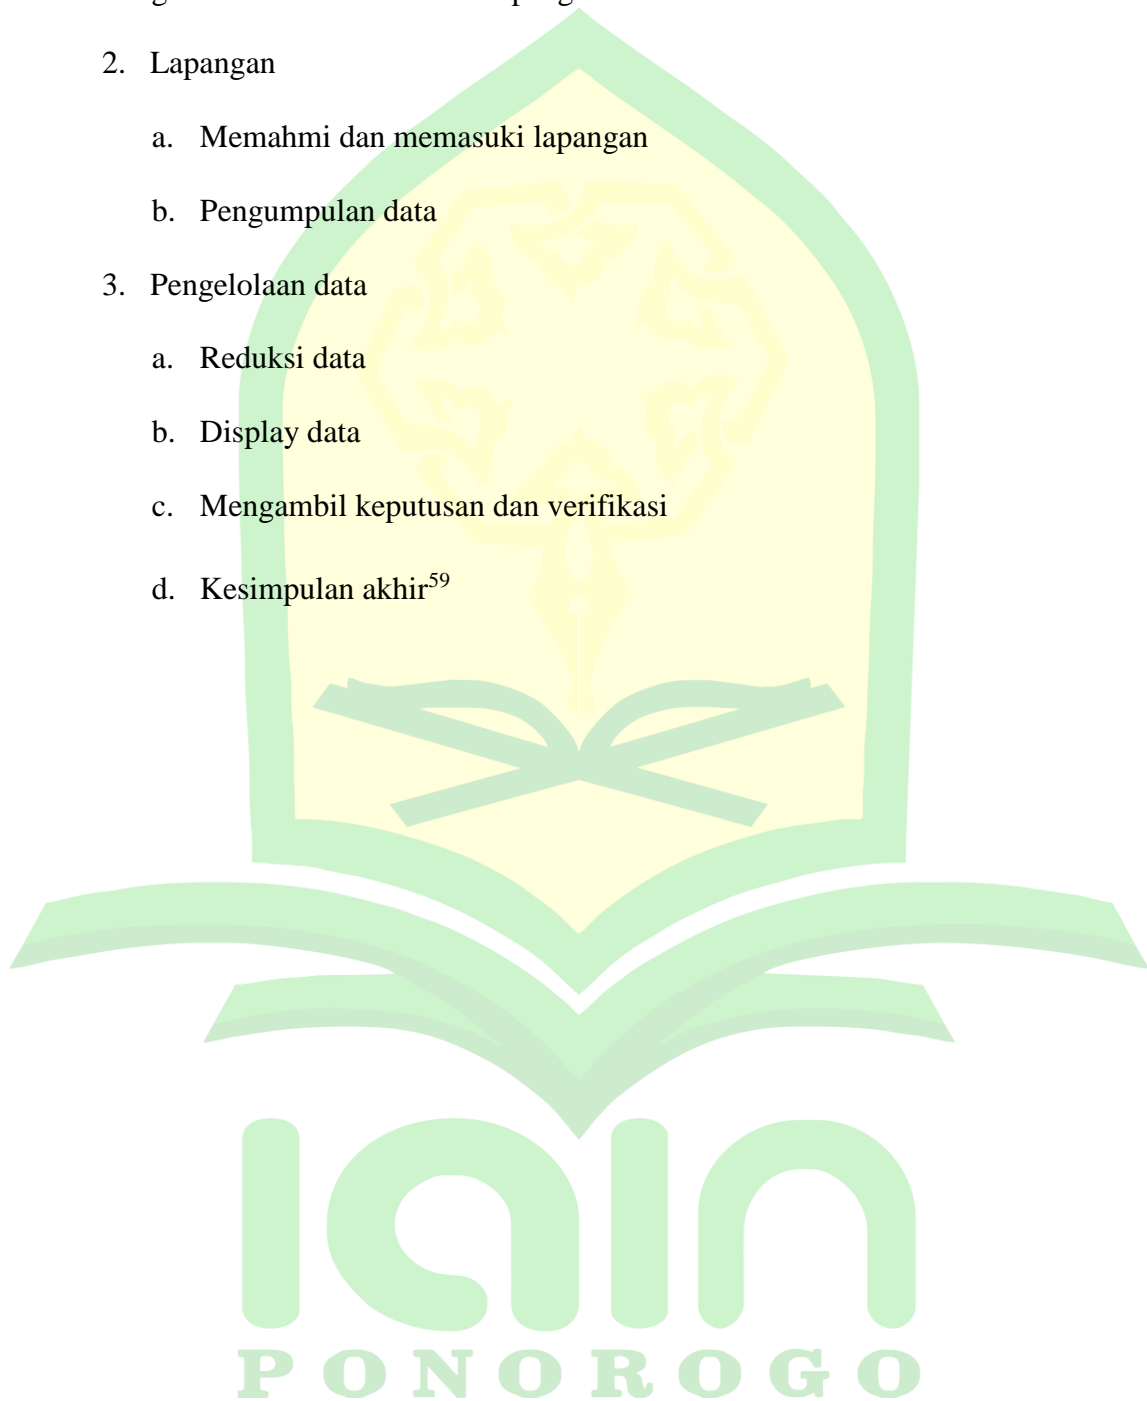 2. Lapangan
a. Memahmi dan memasuki lapangan
b. Pengumpulan data
3. Pengelolaan data
a. Reduksi data
b. Display data
c. Mengambil keputusan dan verifikasi
d. Kesimpulan akhir59
iain
PONOROGO